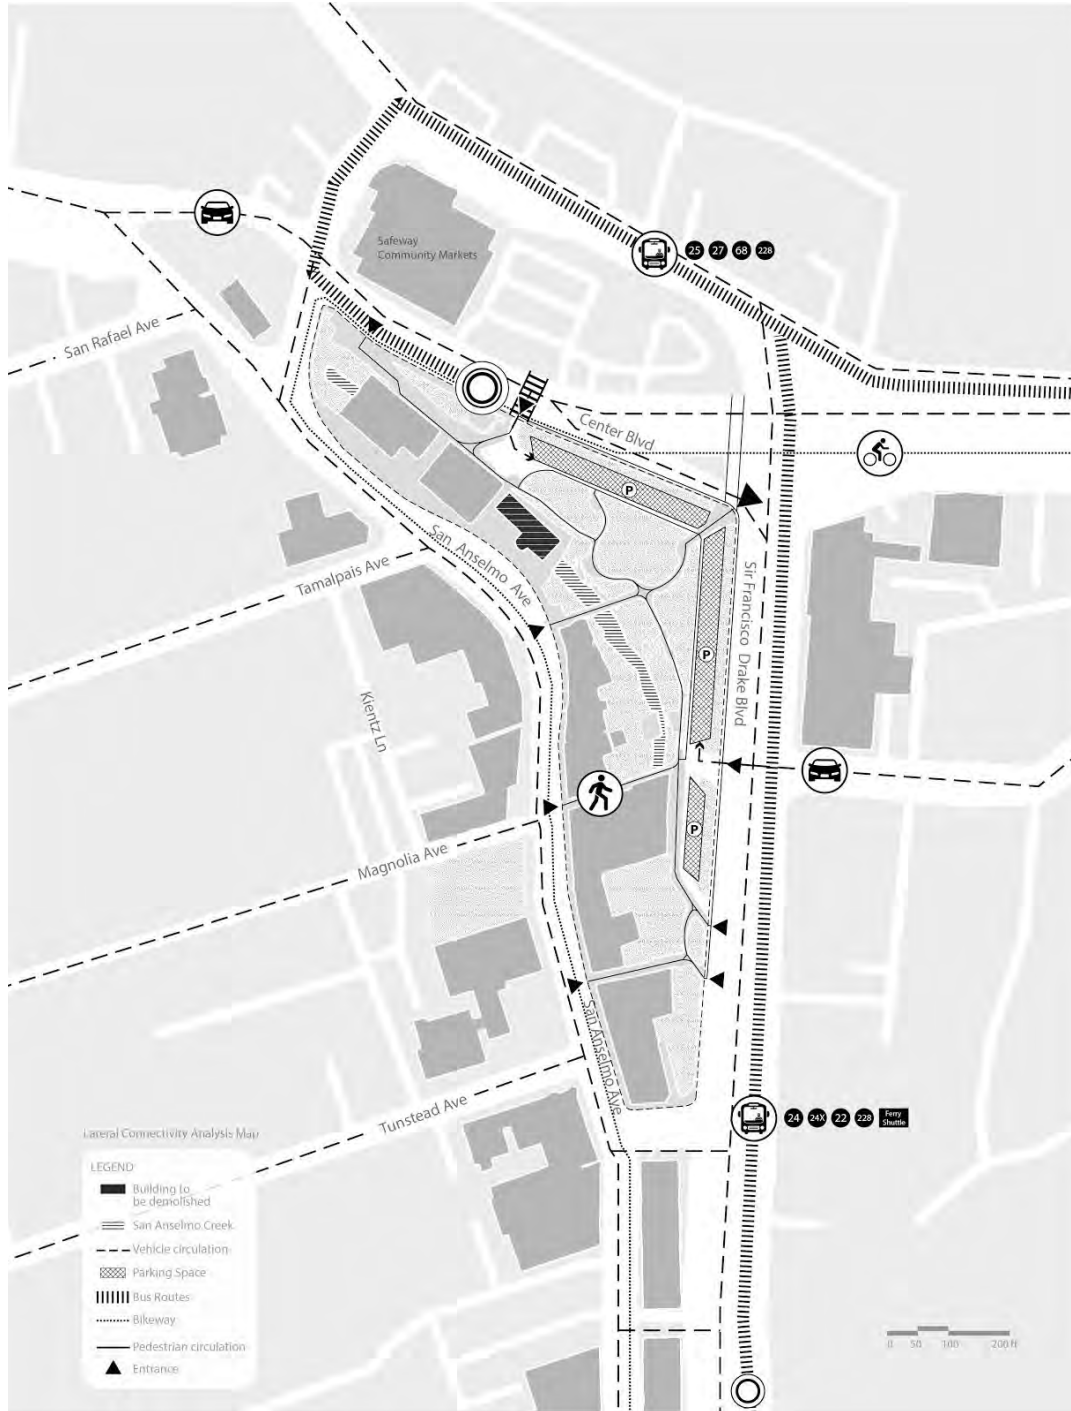 Safeway
Community Markets
25 27 68 228
San Rafael Ave
Center Blvd
P
San Anselmo Ave
Tamalpais Ave
Sir Francisco Drake Blvd
P
Kientz Ln
P
Magnolia Ave
San Anselmo Ave
Tunstead Ave
24 24X 22 228 Ferry
Shuttle
Lateral Connectivity Analysis Map
LEGEND
Building to
be demolished
San Anselmo Creek
Vehicle circulation
Parking Space
Bus Routes
Bikeway
Pedestrian circulation
Entrance
0 50 100 200 ft